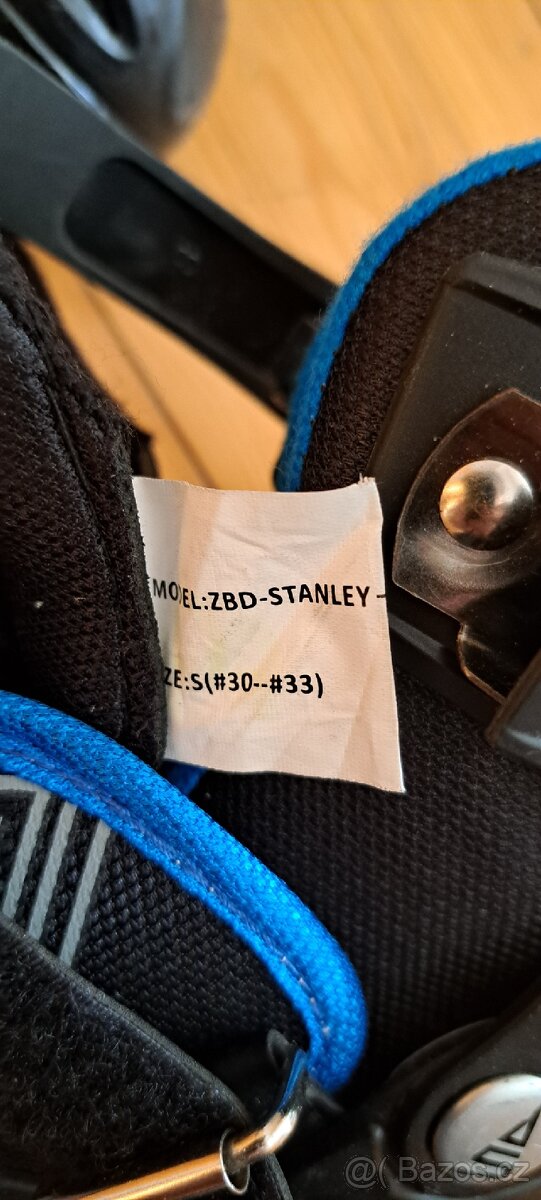 MODEL:ZBD-STANLEY-
ZE:S(#30--#33)
@( Bazos.cz